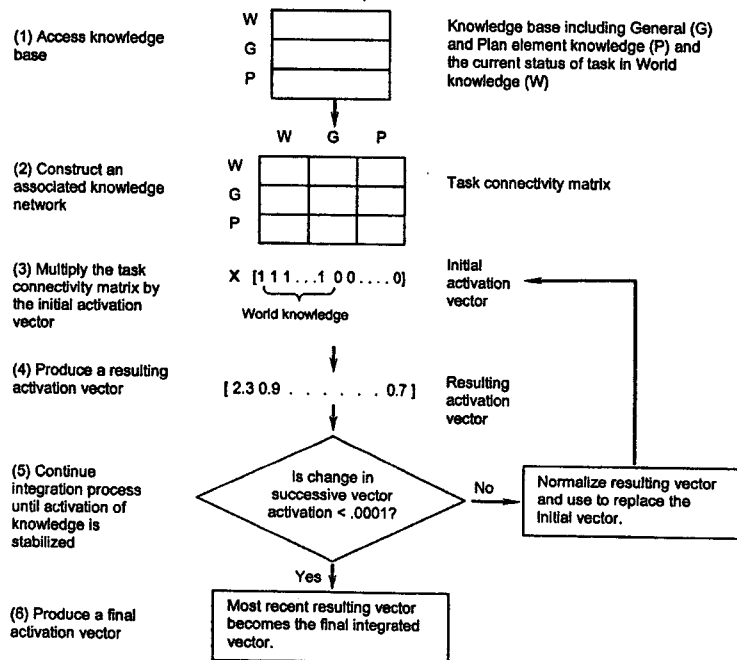 (1) Access knowledge
base
W
G
P
Knowledge base including General (G)
and Plan element knowledge (P) and
the current status of task in World
knowledge (W)
W G P
(2) Construct an
associated knowledge
network
W
G
P
Task connectivity matrix
(3) Multiply the task
connectivity matrix by
the initial activation
vector
X [1 1 1 . . . 1 0 0 . . . . 0]
World knowledge
Initial
activation
vector
(4) Produce a resulting
activation vector
[ 2.3 0.9 . . . . . . 0.7 ]
Resulting
activation
vector
(5) Continue
integration process
until activation of
knowledge is
stabilized
Is change in
successive vector
activation < .0001?
No
Normalize resulting vector
and use to replace the
Initial vector.
Yes
(6) Produce a final
activation vector
Most recent resulting vector
becomes the final integrated
vector.